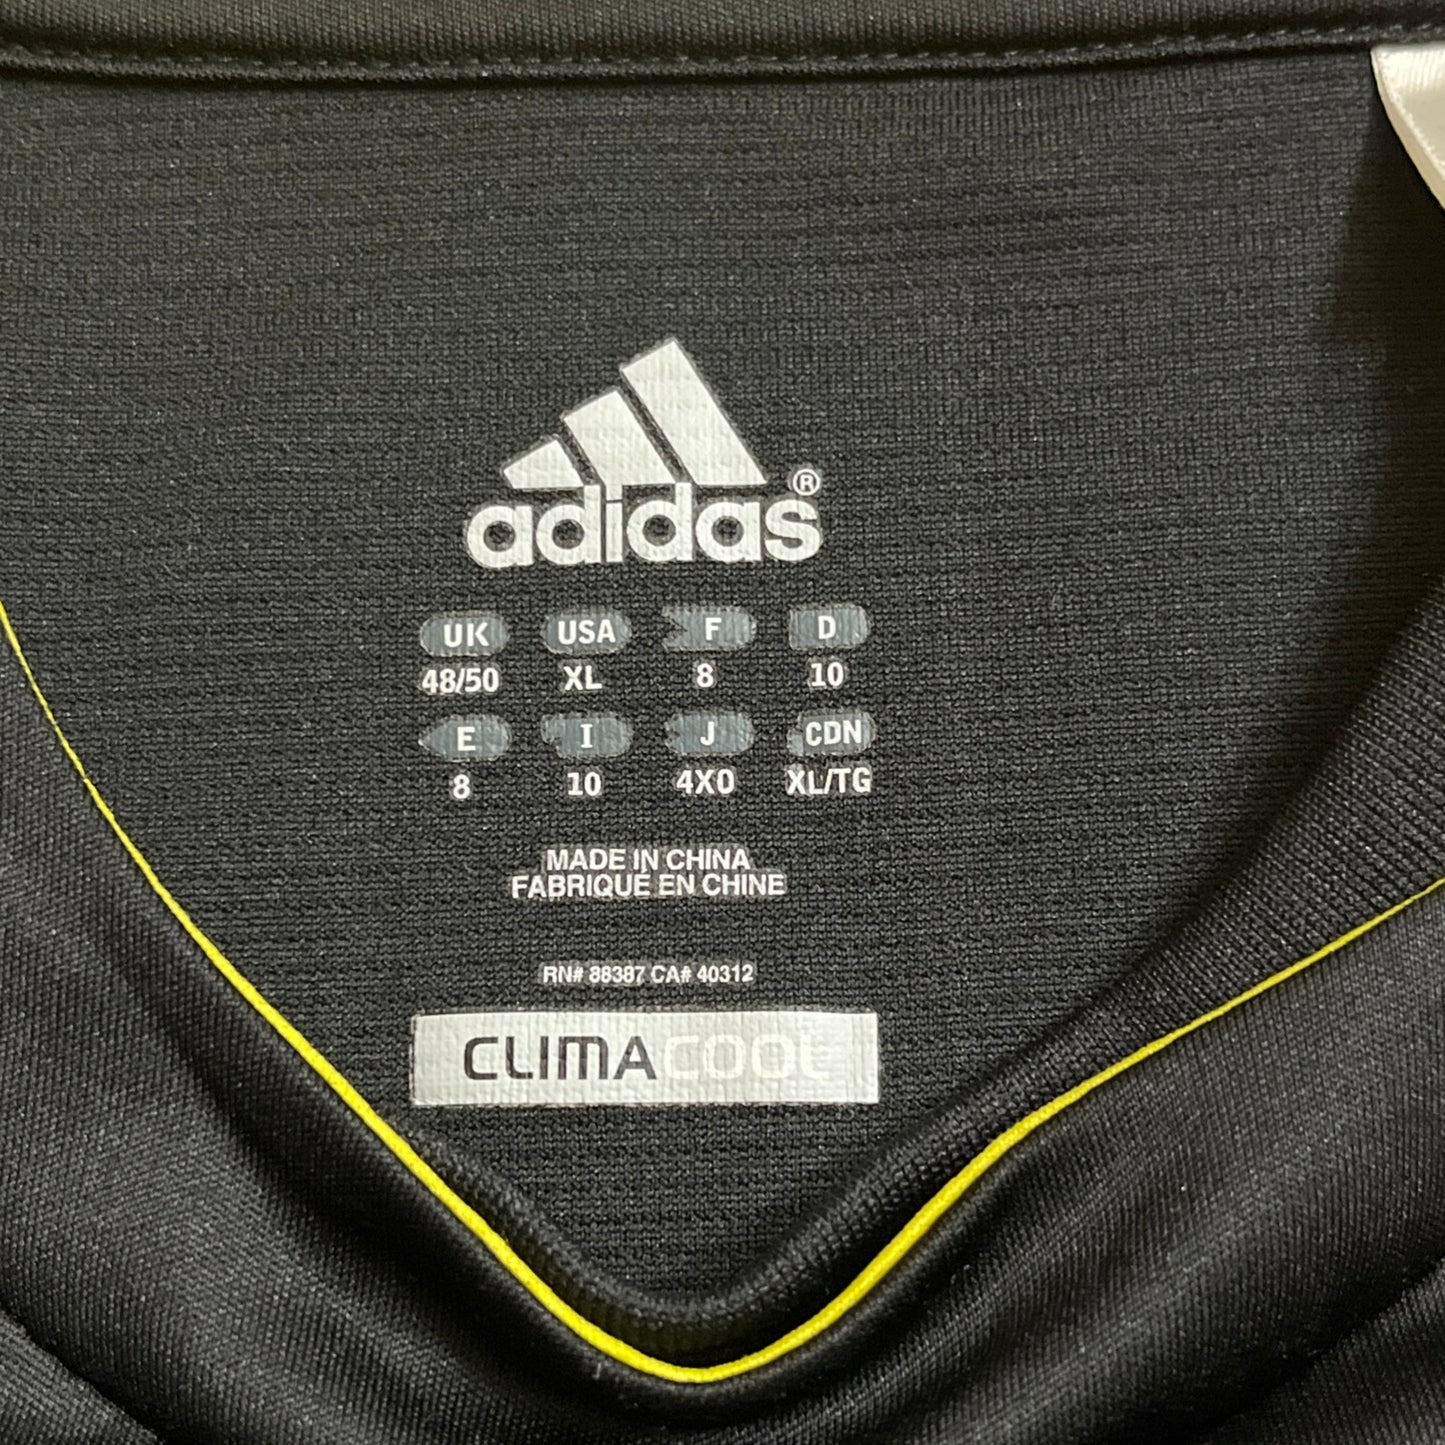 adidas®
UK USA F D
48/50 XL 8 10
E I J CDN
8 10 4XO XL/TG
MADE IN CHINA
FABRIQUE EN CHINE
RN# 88387 CA# 40312
CLIMACOOL